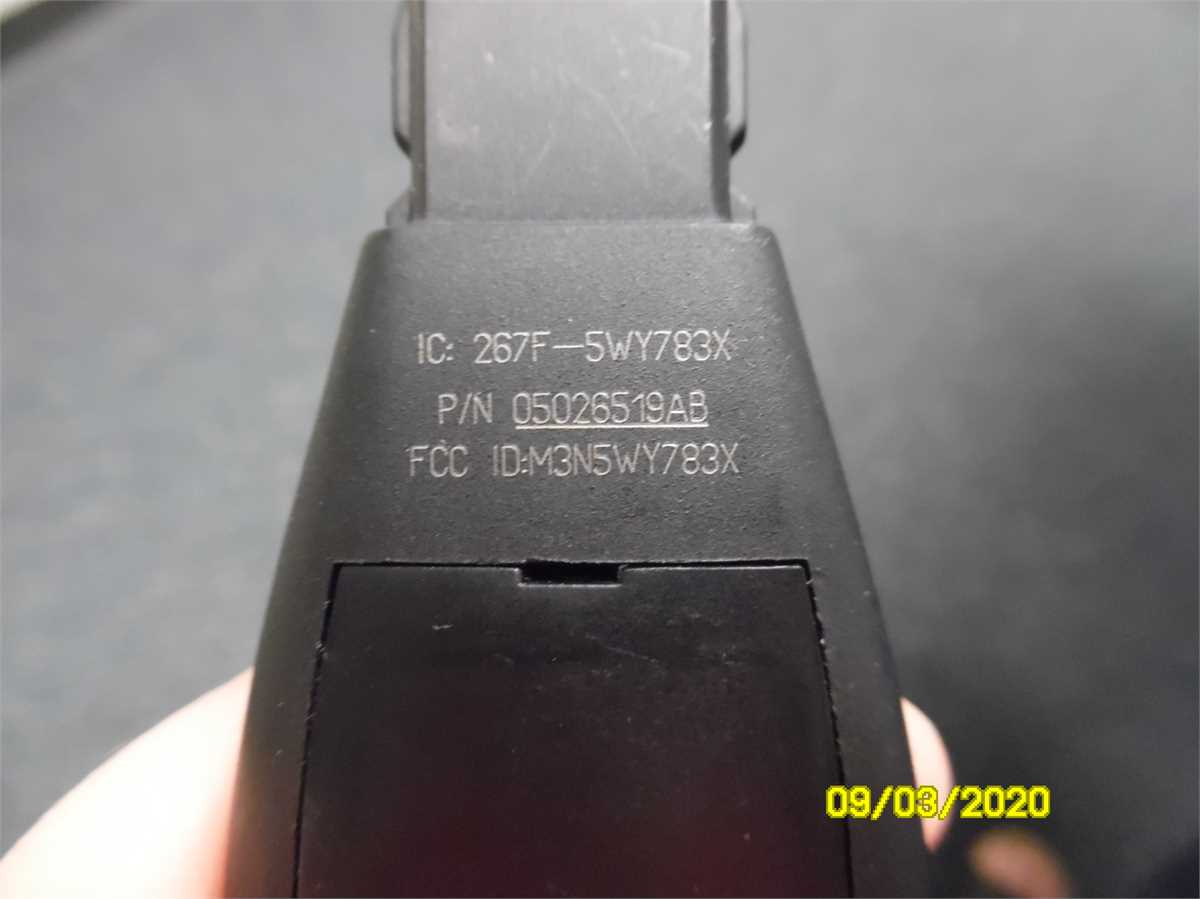 IC: 267F-5WY783X
P/N 05026519AB
FCC ID:M3N5WY783X
09/03/2020